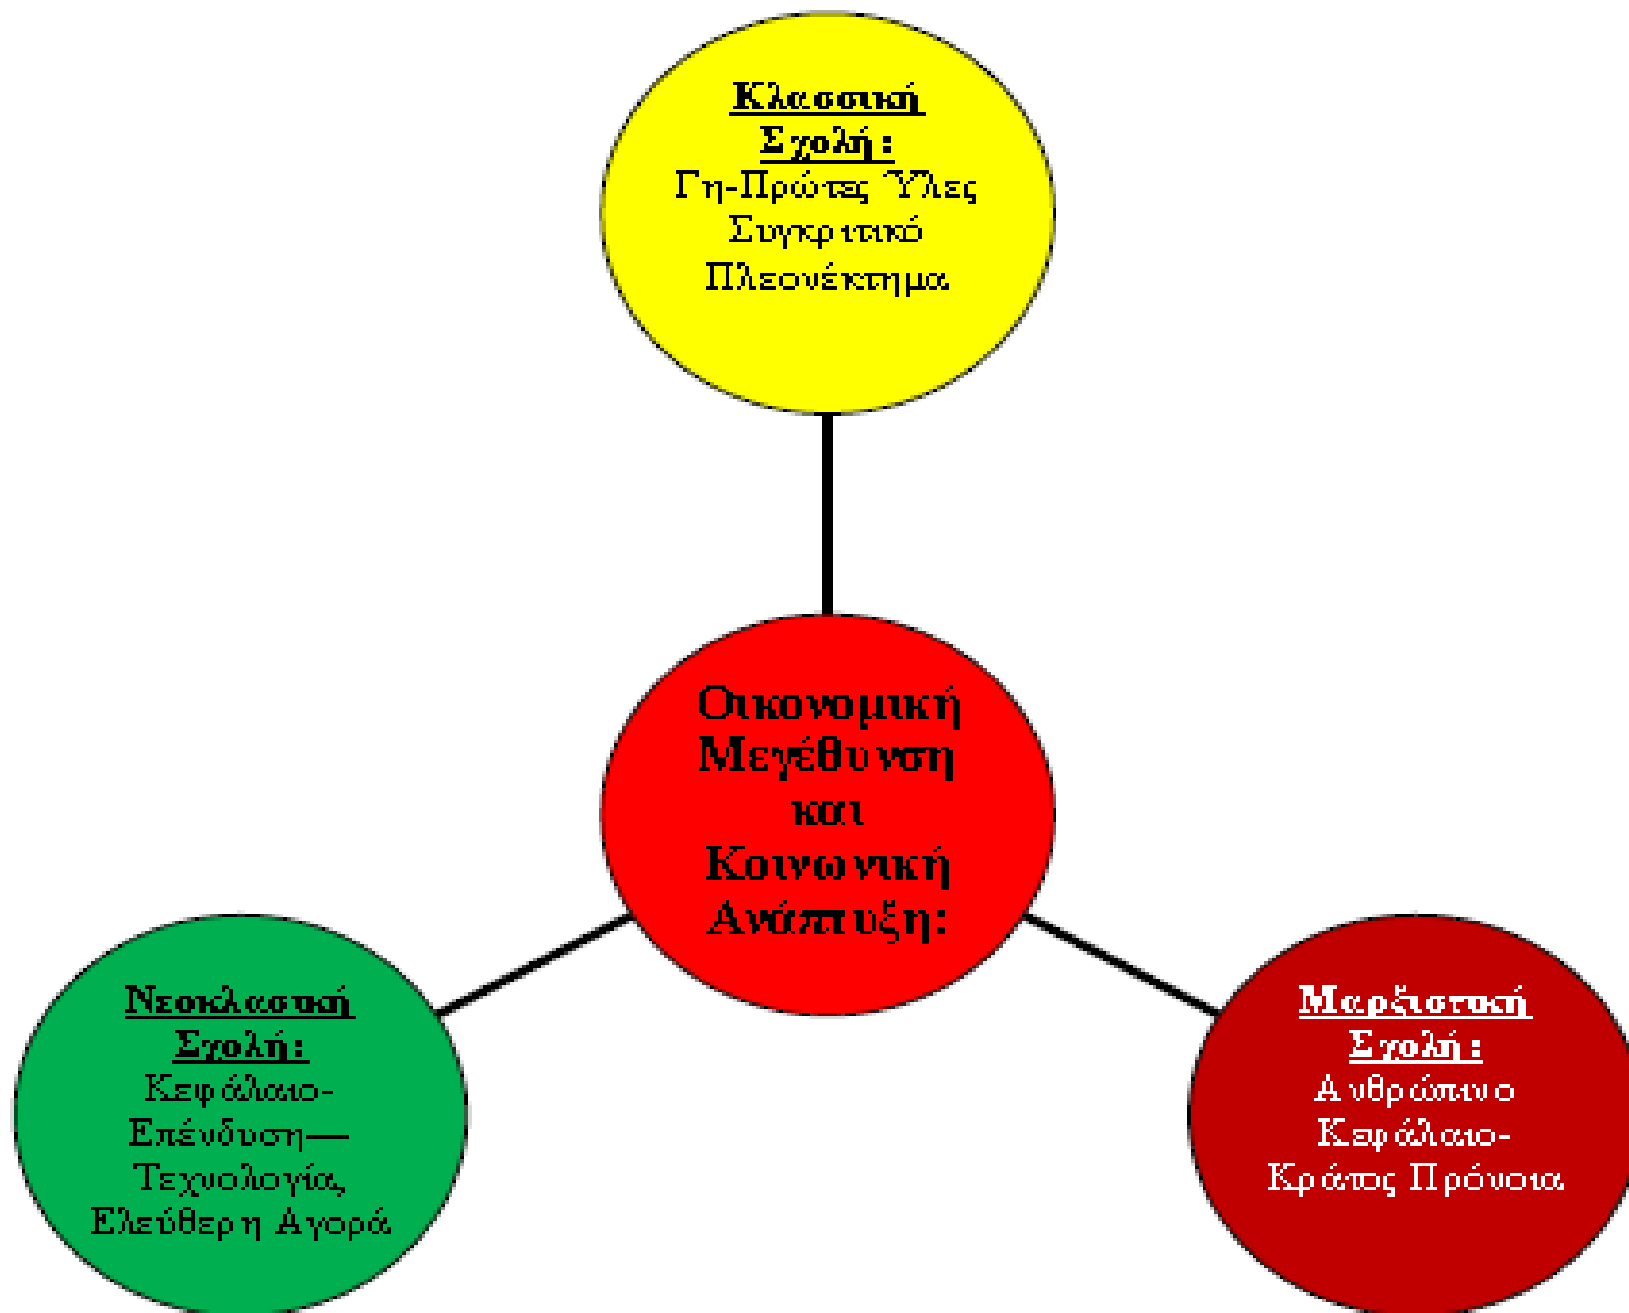 Κλασσική
Σχολή:
Γη-Πρώτες Ύλες
Συγκριτικό
Πλεονέκτημα
Οικονομική
Μεγέθυνση
και
Κοινωνική
Ανάπτυξη:
Νεοκλασική
Σχολή:
Κεφάλαιο-
Επένδυση—
Τεχνολογία,
Ελεύθερη Αγορά
Μαρξιστική
Σχολή:
Ανθρώπινο
Κεφάλαιο-
Κράτος Πρόνοια